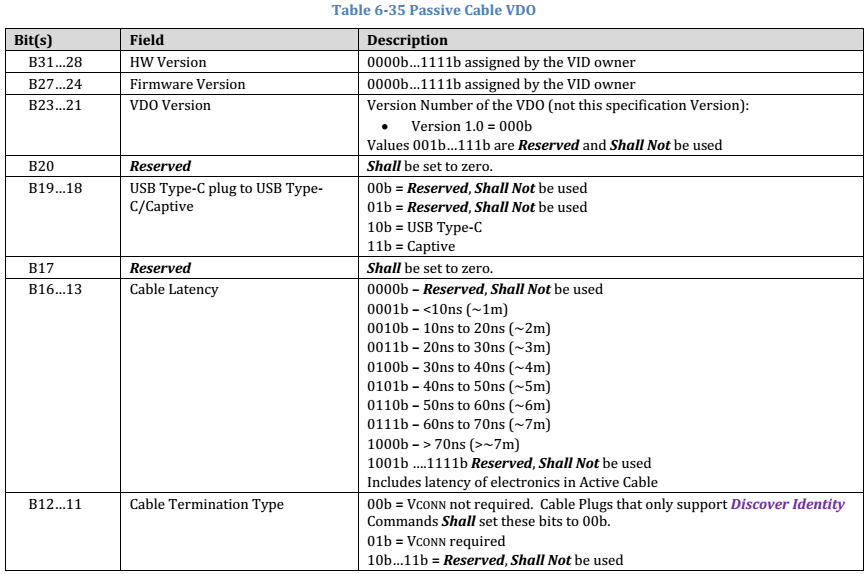 Table 6-35 Passive Cable VDO
Bit(s) Field Description
B31…28 HW Version 0000b…1111b assigned by the VID owner
B27…24 Firmware Version 0000b…1111b assigned by the VID owner
B23…21 VDO Version Version Number of the VDO (not this specification Version):
• Version 1.0 = 000b
Values 001b…111b are Reserved and Shall Not be used
B20 Reserved Shall be set to zero.
B19…18 USB Type-C plug to USB Type- 00b = Reserved, Shall Not be used
C/Captive 01b = Reserved, Shall Not be used
10b = USB Type-C
11b = Captive
B17 Reserved Shall be set to zero.
B16…13 Cable Latency 0000b – Reserved, Shall Not be used
0001b – <10ns (~1m)
0010b – 10ns to 20ns (~2m)
0011b – 20ns to 30ns (~3m)
0100b – 30ns to 40ns (~4m)
0101b – 40ns to 50ns (~5m)
0110b – 50ns to 60ns (~6m)
0111b – 60ns to 70ns (~7m)
1000b – > 70ns (>~7m)
1001b ….1111b Reserved, Shall Not be used
Includes latency of electronics in Active Cable
B12…11 Cable Termination Type 00b = VCONN not required. Cable Plugs that only support Discover Identity
Commands Shall set these bits to 00b.
01b = VCONN required
10b…11b = Reserved, Shall Not be used